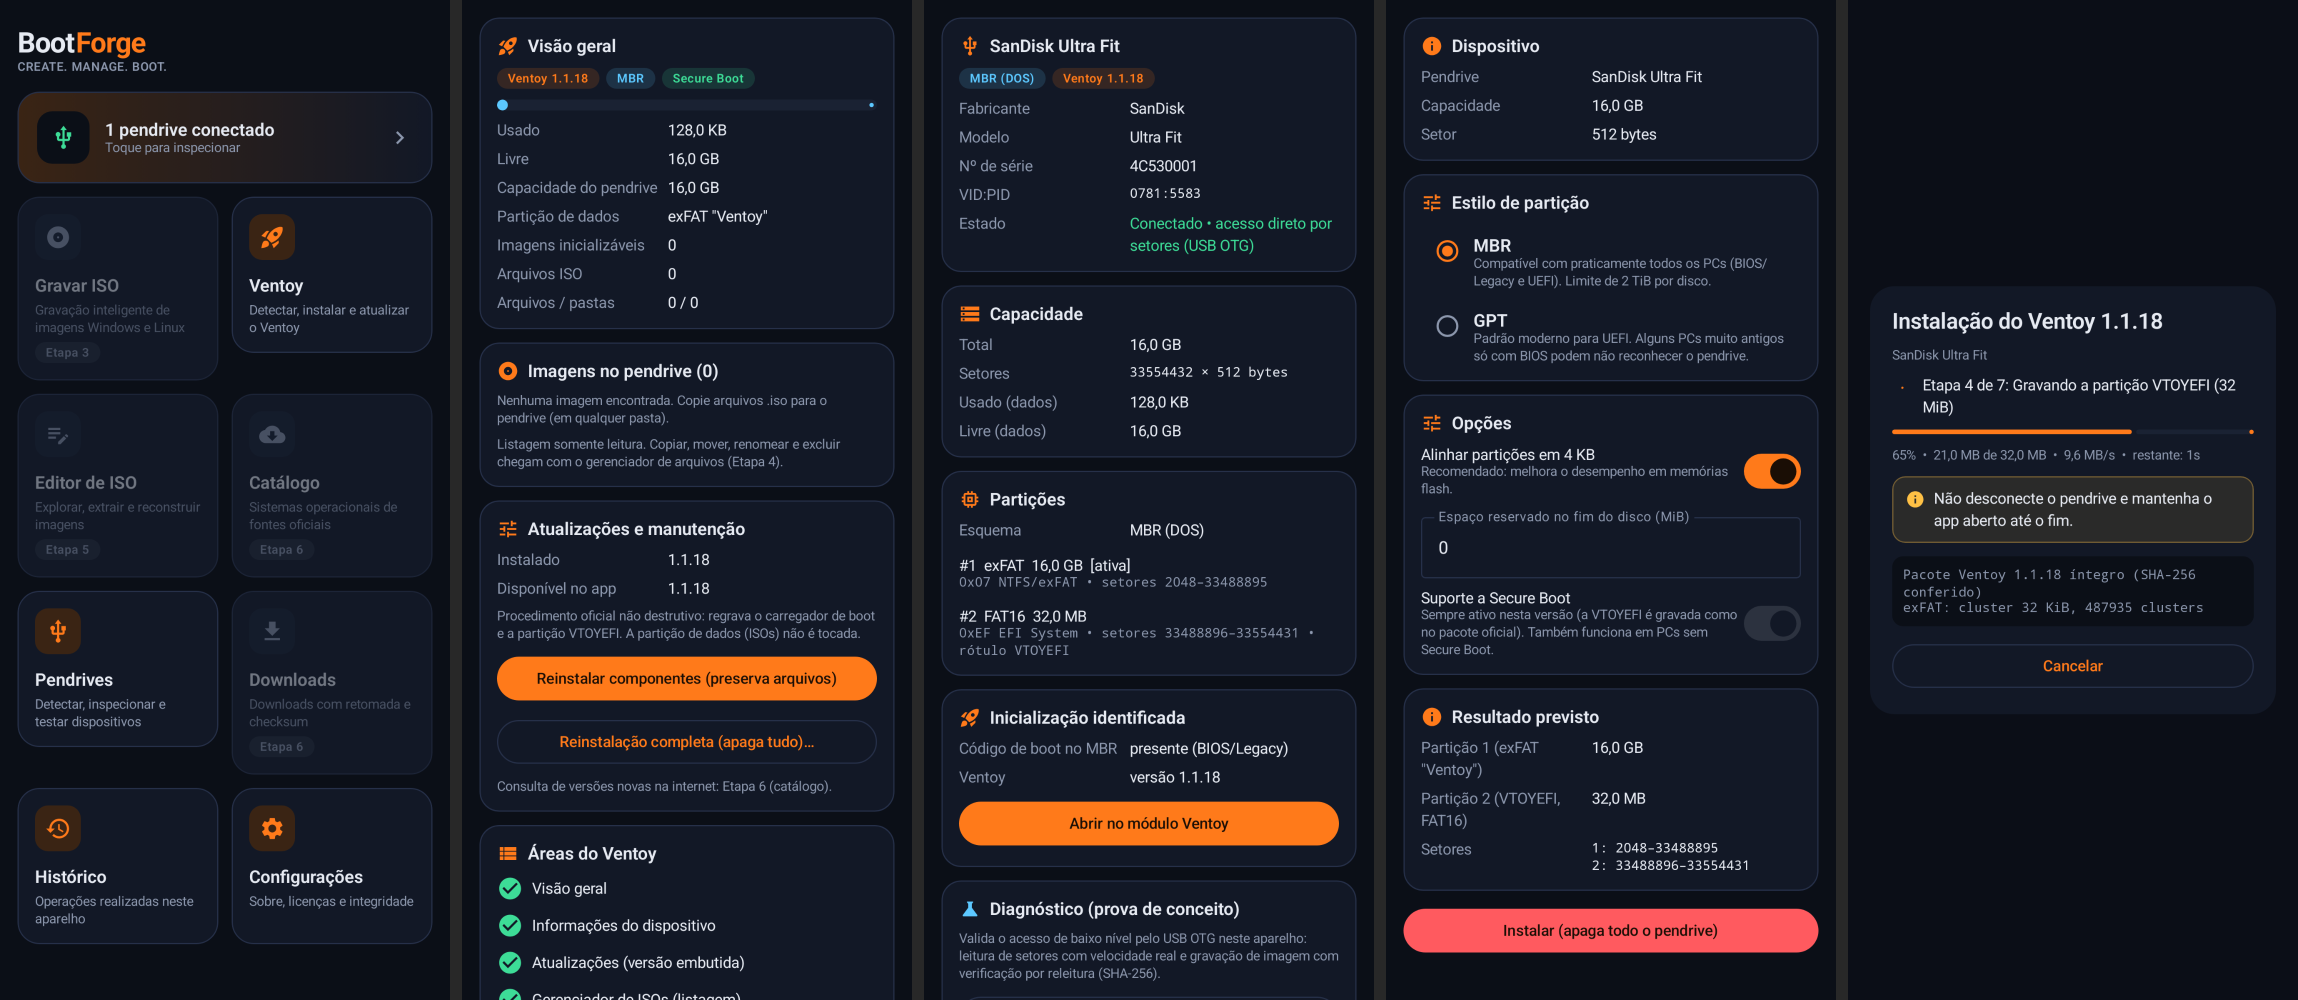 BootForge
CREATE. MANAGE. BOOT.
1 pendrive conectado
Toque para inspecionar
Gravar ISO
Gravação inteligente de
imagens Windows e Linux
Etapa 3
Ventoy
Detectar, instalar e atualizar
o Ventoy
Editor de ISO
Explorar, extrair e reconstruir
imagens
Etapa 5
Catálogo
Sistemas operacionais de
fontes oficiais
Etapa 6
Pendrives
Detectar, inspecionar e
testar dispositivos
Downloads
Downloads com retomada e
checksum
Etapa 6
Histórico
Operações realizadas neste
aparelho
Configurações
Sobre, licenças e integridade
Visão geral
Ventoy 1.1.18 MBR Secure Boot
Usado 128,0 KB
Livre 16,0 GB
Capacidade do pendrive 16,0 GB
Partição de dados exFAT "Ventoy"
Imagens inicializáveis 0
Arquivos ISO 0
Arquivos / pastas 0 / 0
Imagens no pendrive (0)
Nenhuma imagem encontrada. Copie arquivos .iso para o
pendrive (em qualquer pasta).
Listagem somente leitura. Copiar, mover, renomear e excluir
chegam com o gerenciador de arquivos (Etapa 4).
Atualizações e manutenção
Instalado 1.1.18
Disponível no app 1.1.18
Procedimento oficial não destrutivo: regrava o carregador de boot
e a partição VTOYEFI. A partição de dados (ISOs) não é tocada.
Reinstalar componentes (preserva arquivos)
Reinstalação completa (apaga tudo)...
Consulta de versões novas na internet: Etapa 6 (catálogo).
Áreas do Ventoy
Visão geral
Informações do dispositivo
Atualizações (versão embutida)
Gerenciador de ISOs (listagem)
SanDisk Ultra Fit
MBR (DOS) Ventoy 1.1.18
Fabricante SanDisk
Modelo Ultra Fit
Nº de série 4C530001
VID:PID 0781:5583
Estado Conectado • acesso direto por
setores (USB OTG)
Capacidade
Total 16,0 GB
Setores 33554432 × 512 bytes
Usado (dados) 128,0 KB
Livre (dados) 16,0 GB
Partições
Esquema MBR (DOS)
#1 exFAT 16,0 GB [ativa]
0x07 NTFS/exFAT • setores 2048–33488895
#2 FAT16 32,0 MB
0xEF EFI System • setores 33488896–33554431 •
rótulo VTOYEFI
Inicialização identificada
Código de boot no MBR presente (BIOS/Legacy)
Ventoy versão 1.1.18
Abrir no módulo Ventoy
Diagnóstico (prova de conceito)
Valida o acesso de baixo nível pelo USB OTG neste aparelho:
leitura de setores com velocidade real e gravação de imagem com
verificação por releitura (SHA-256).
Dispositivo
Pendrive SanDisk Ultra Fit
Capacidade 16,0 GB
Setor 512 bytes
Estilo de partição
MBR
Compatível com praticamente todos os PCs (BIOS/
Legacy e UEFI). Limite de 2 TiB por disco.
GPT
Padrão moderno para UEFI. Alguns PCs muito antigos
só com BIOS podem não reconhecer o pendrive.
Opções
Alinhar partições em 4 KB
Recomendado: melhora o desempenho em memórias
flash.
Espaço reservado no fim do disco (MiB)
0
Suporte a Secure Boot
Sempre ativo nesta versão (a VTOYEFI é gravada como
no pacote oficial). Também funciona em PCs sem
Secure Boot.
Resultado previsto
Partição 1 (exFAT 16,0 GB
"Ventoy")
Partição 2 (VTOYEFI, 32,0 MB
FAT16)
Setores 1: 2048–33488895
2: 33488896–33554431
Instalar (apaga todo o pendrive)
Instalação do Ventoy 1.1.18
SanDisk Ultra Fit
Etapa 4 de 7: Gravando a partição VTOYEFI (32
MiB)
65% • 21,0 MB de 32,0 MB • 9,6 MB/s • restante: 1s
Não desconecte o pendrive e mantenha o
app aberto até o fim.
Pacote Ventoy 1.1.18 íntegro (SHA-256
conferido)
exFAT: cluster 32 KiB, 487935 clusters
Cancelar